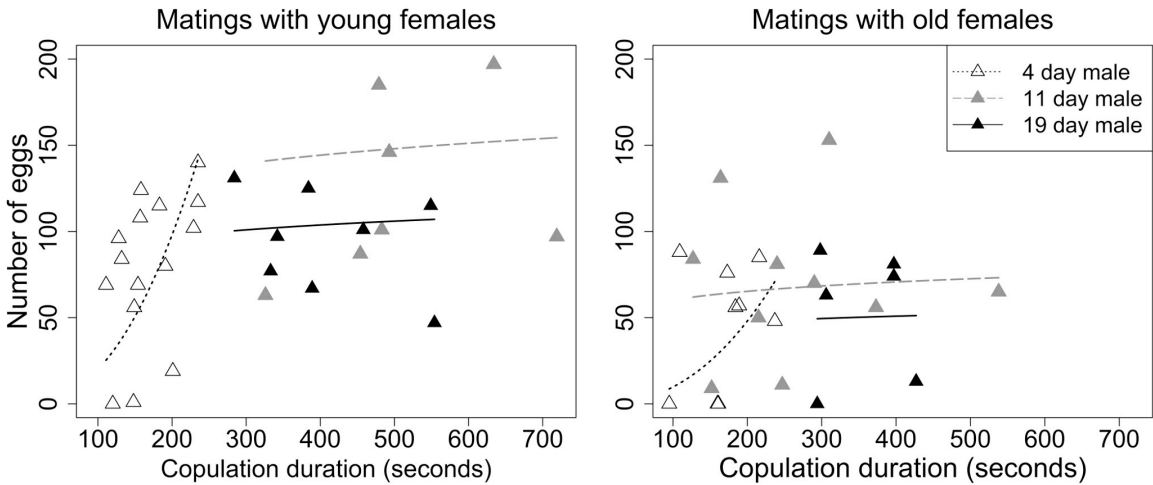 Matings with young females
Number of eggs
200
150
100
50
0
100 200 300 400 500 600 700
Copulation duration (seconds)
Matings with old females
4 day male
11 day male
19 day male
200
150
100
50
0
100 200 300 400 500 600 700
Copulation duration (seconds)